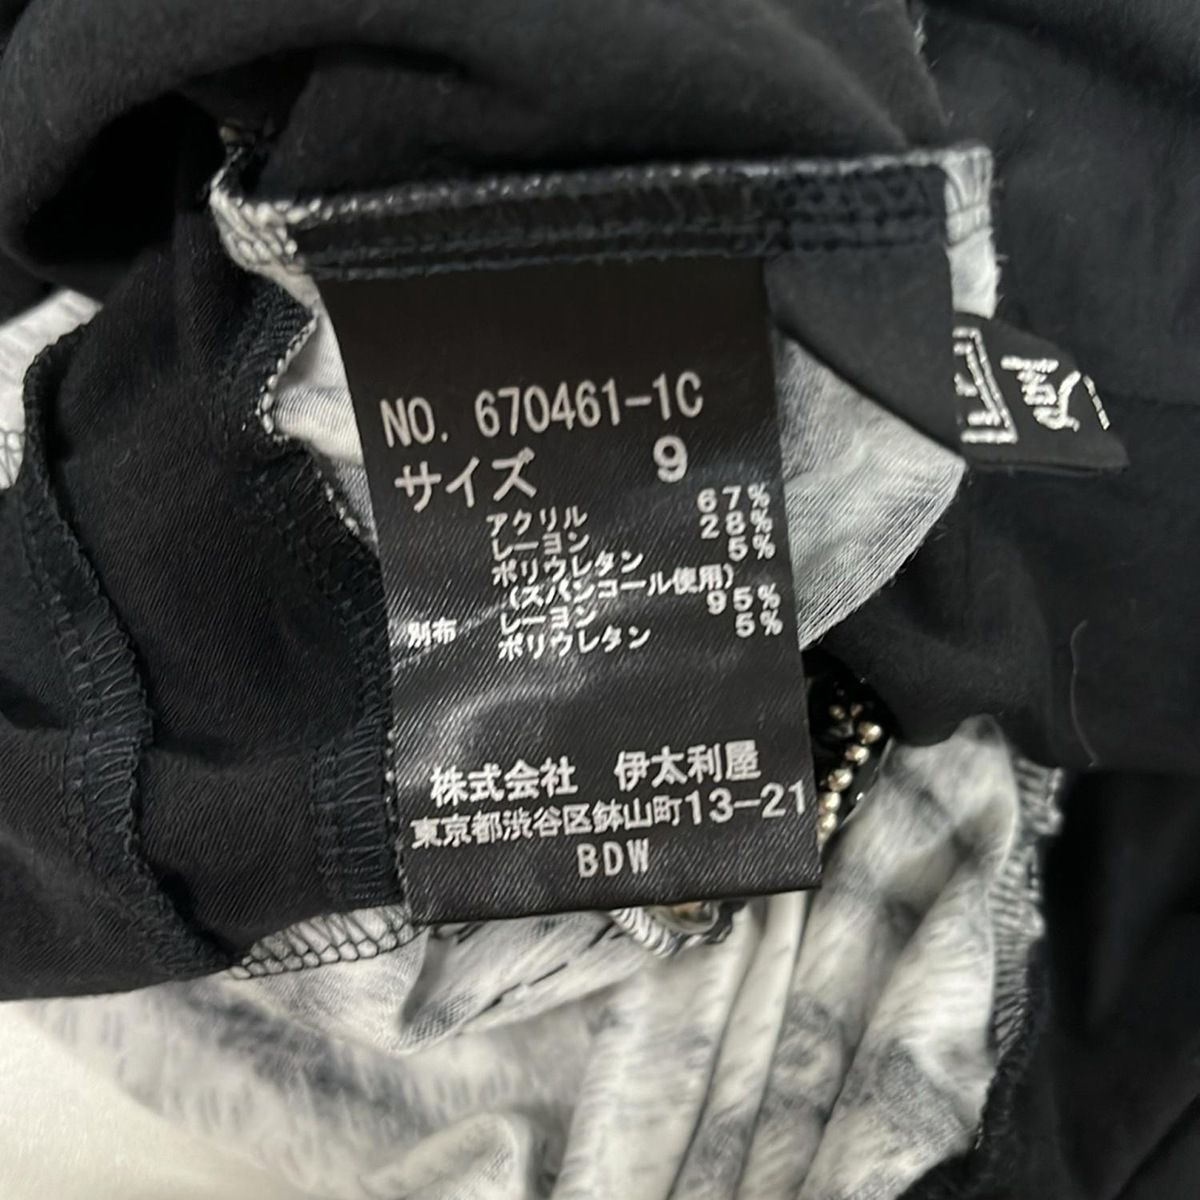 NO. 670461-1C
サイズ 9
アクリル 67%
レーヨン 28%
ポリウレタン 5%
(スパンコール使用)
別布 レーヨン 95%
ポリウレタン 5%
株式会社 伊太利屋
東京都渋谷区鉢山町13-21
BDW